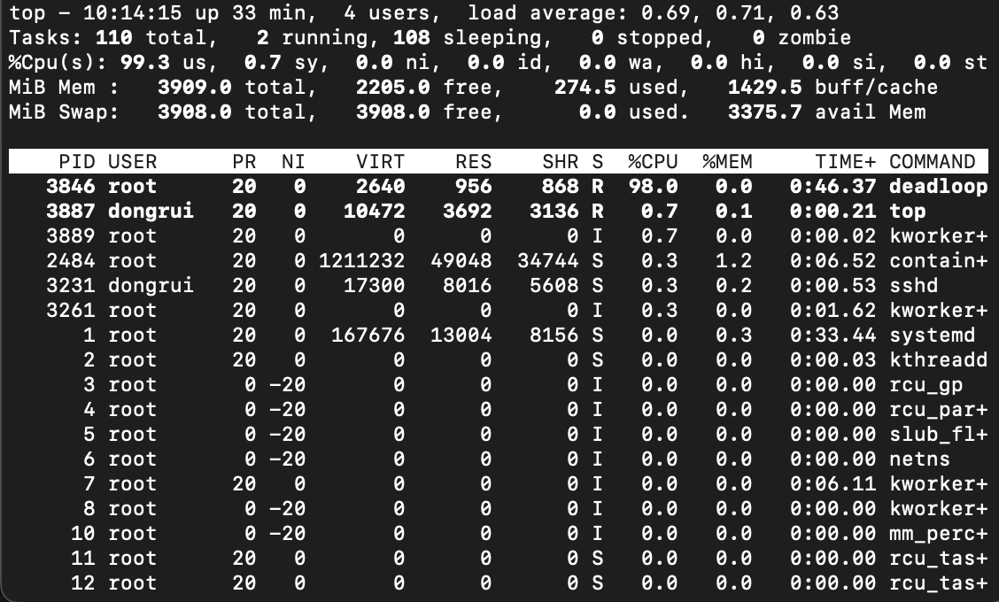 top - 10:14:15 up 33 min,  4 users,  load average: 0.69, 0.71, 0.63
Tasks: 110 total,   2 running, 108 sleeping,   0 stopped,   0 zombie
%Cpu(s): 99.3 us,  0.7 sy,  0.0 ni,  0.0 id,  0.0 wa,  0.0 hi,  0.0 si,  0.0 st
MiB Mem :   3909.0 total,   2205.0 free,    274.5 used,   1429.5 buff/cache
MiB Swap:   3908.0 total,   3908.0 free,      0.0 used.   3375.7 avail Mem
PID USER      PR  NI    VIRT    RES    SHR S  %CPU  %MEM     TIME+ COMMAND
3846 root      20   0    2640    956    868 R  98.0   0.0   0:46.37 deadloop
3887 dongrui   20   0   10472   3692   3136 R   0.7   0.1   0:00.21 top
3889 root      20   0       0      0      0 I   0.7   0.0   0:00.02 kworker+
2484 root      20   0 1211232  49048  34744 S   0.3   1.2   0:06.52 contain+
3231 dongrui   20   0   17300   8016   5608 S   0.3   0.2   0:00.53 sshd
3261 root      20   0       0      0      0 I   0.3   0.0   0:01.62 kworker+
1 root      20   0  167676  13004   8156 S   0.0   0.3   0:33.44 systemd
2 root      20   0       0      0      0 S   0.0   0.0   0:00.03 kthreadd
3 root       0 -20       0      0      0 I   0.0   0.0   0:00.00 rcu_gp
4 root       0 -20       0      0      0 I   0.0   0.0   0:00.00 rcu_par+
5 root       0 -20       0      0      0 I   0.0   0.0   0:00.00 slub_fl+
6 root       0 -20       0      0      0 I   0.0   0.0   0:00.00 netns
7 root      20   0       0      0      0 I   0.0   0.0   0:06.11 kworker+
8 root       0 -20       0      0      0 I   0.0   0.0   0:00.00 kworker+
10 root       0 -20       0      0      0 I   0.0   0.0   0:00.00 mm_perc+
11 root      20   0       0      0      0 S   0.0   0.0   0:00.00 rcu_tas+
12 root      20   0       0      0      0 S   0.0   0.0   0:00.00 rcu_tas+